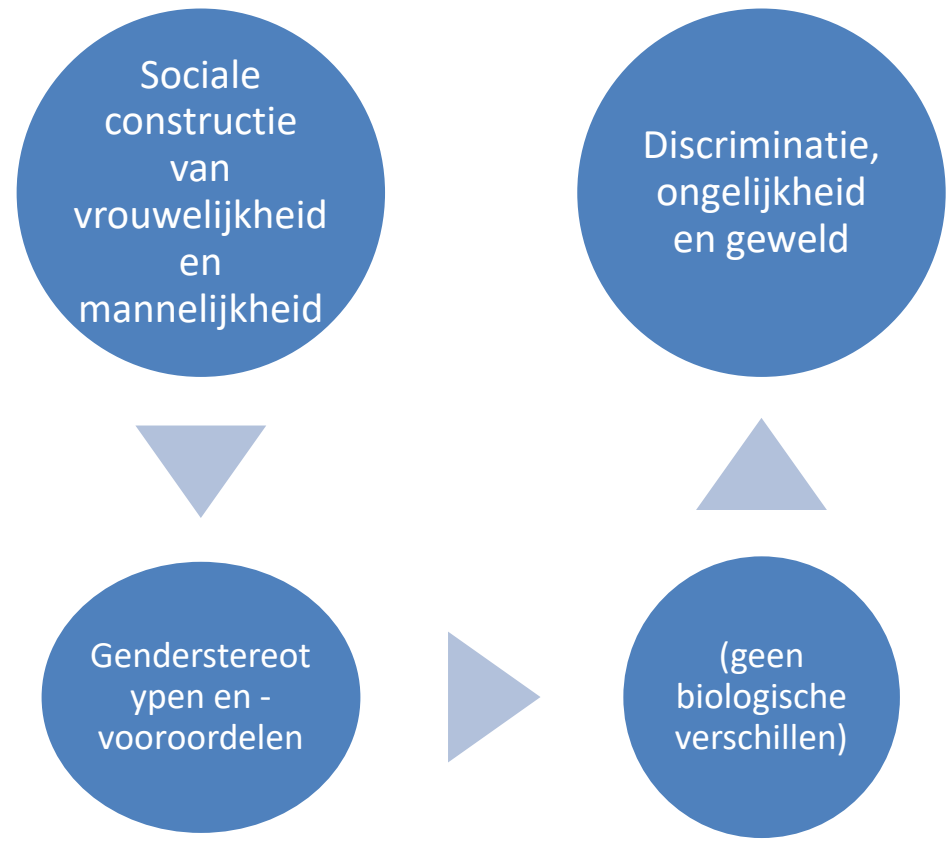 Sociale
constructie
van
vrouwelijkheid
en
mannelijkheid
Genderstereot
ypen en -
vooroordelen
(geen
biologische
verschillen)
Discriminatie,
ongelijkheid
en geweld